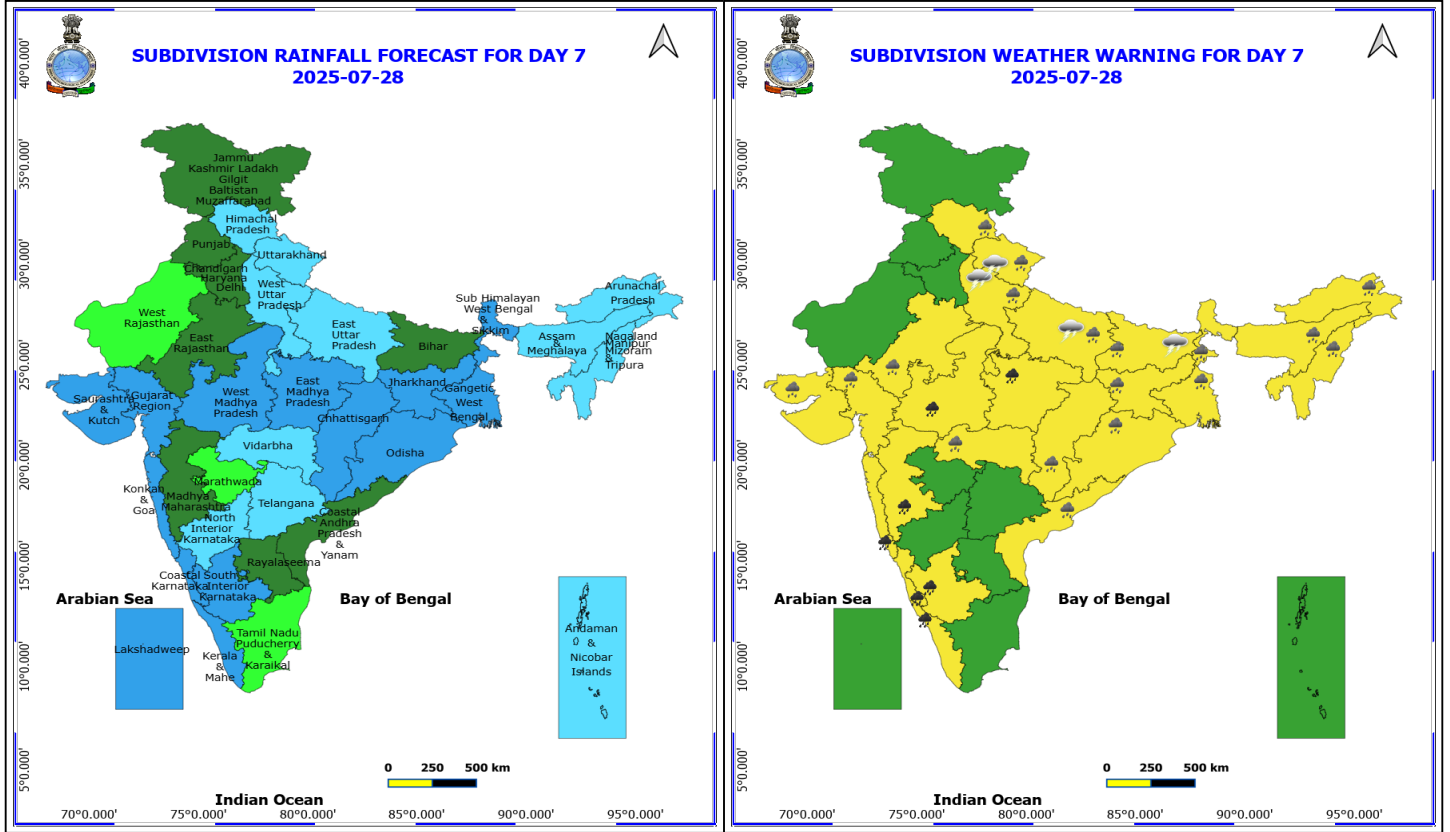 SUBDIVISION RAINFALL FORECAST FOR DAY 7
2025-07-28
40°0.000'
35°0.000'
30°0.000'
25°0.000'
20°0.000'
15°0.000'
10°0.000'
5°0.000'
Jammu
Kashmir Ladakh
Gilgit
Baltistan
Muzaffarabad
Himachal
Pradesh
Punjab
Uttarakhand
Chandigarh
Haryana
Delhi
West
Uttar
Pradesh
Arunachal
Pradesh
Sub Himalayan
West Bengal
&
Sikkim
West
Rajasthan
East
Rajasthan
East
Uttar
Pradesh
Bihar
Assam
&
Meghalaya
Nagaland
Manipur
Mizoram
&
Tripura
Saurashtra
&
Kutch
Gujarat
Region
West
Madhya
Pradesh
East
Madhya
Pradesh
Jharkhand
Gangetic
West
Bengal
Chhattisgarh
Odisha
Vidarbha
Marathwada
Konkan
&
Goa
Madhya
Maharashtra
Telangana
North
Interior
Karnataka
Coastal
Andhra
Pradesh
&
Yanam
Rayalaseema
Coastal
Karnataka
South
Interior
Karnataka
Arabian Sea
Bay of Bengal
Lakshadweep
Tamil Nadu
Puducherry
&
Karaikal
Kerala
&
Mahe
Andaman
&
Nicobar
Islands
0 250 500 km
Indian Ocean
70°0.000' 75°0.000' 80°0.000' 85°0.000' 90°0.000' 95°0.000'
SUBDIVISION WEATHER WARNING FOR DAY 7
2025-07-28
40°0.000'
35°0.000'
30°0.000'
25°0.000'
20°0.000'
15°0.000'
10°0.000'
5°0.000'
Arabian Sea
Bay of Bengal
0 250 500 km
Indian Ocean
70°0.000' 75°0.000' 80°0.000' 85°0.000' 90°0.000' 95°0.000'